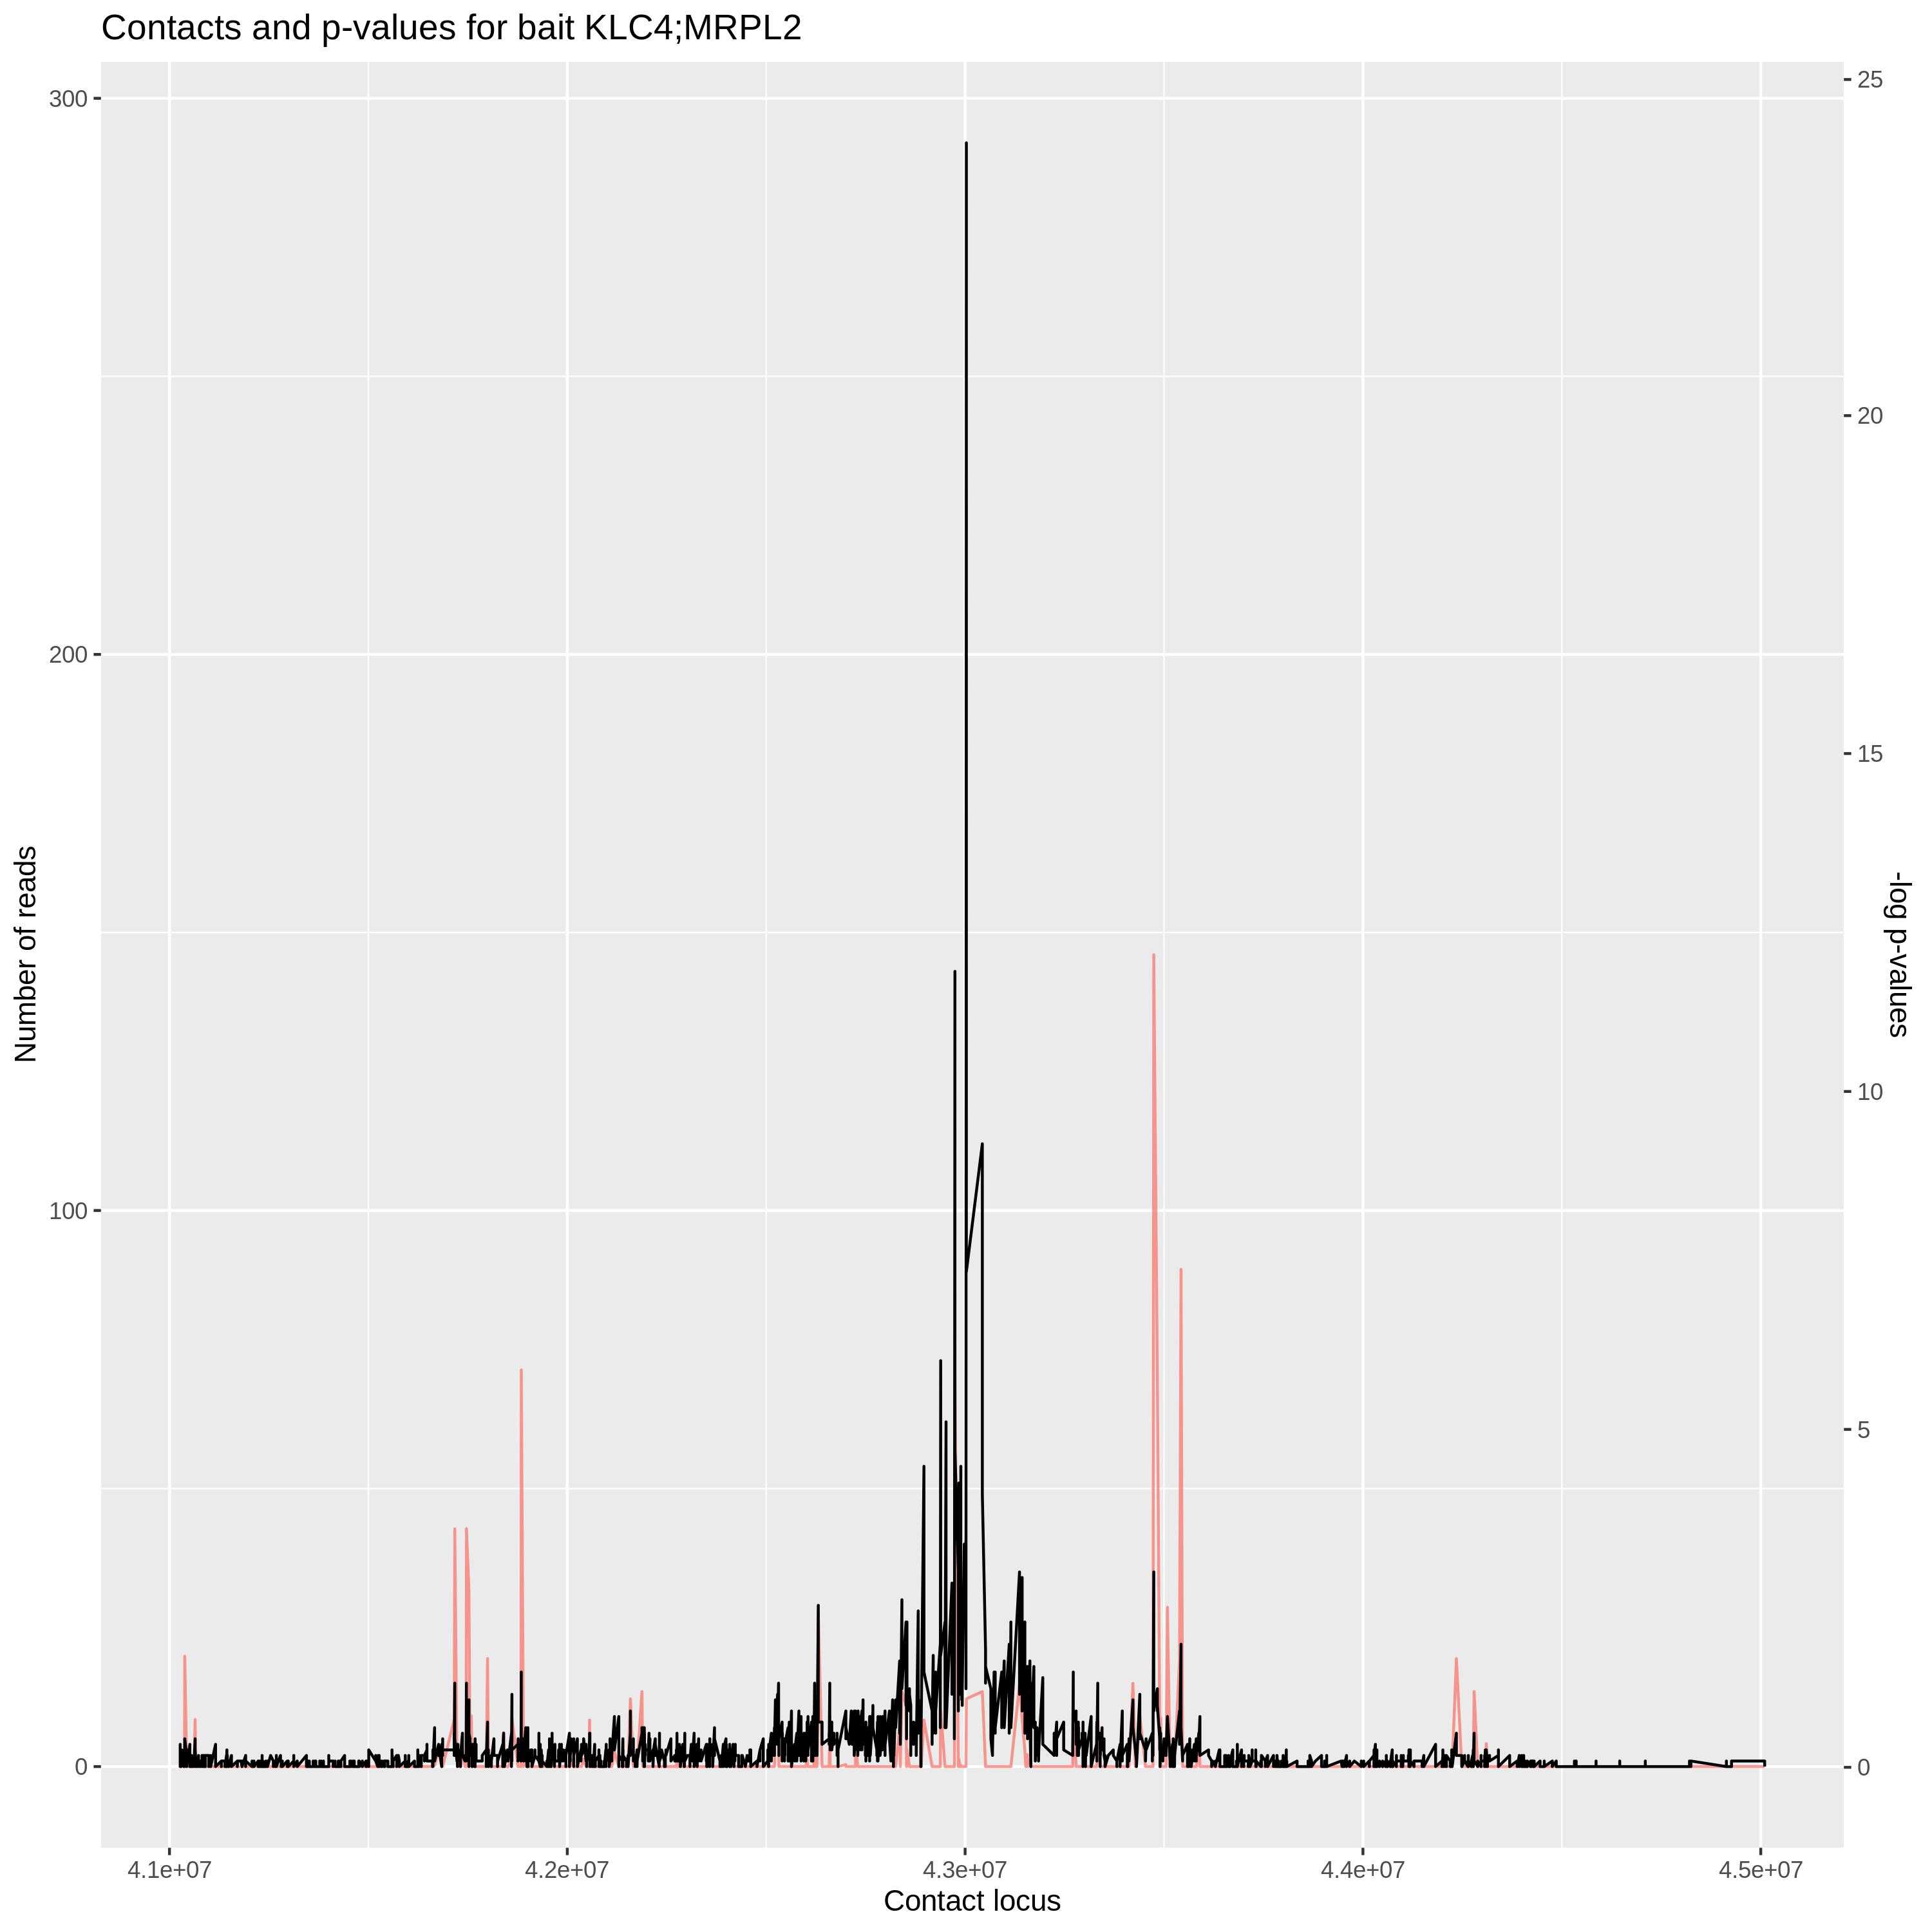 Contacts and p-values for bait KLC4;MRPL2
300
200
100
0
Number of reads
25
20
15
10
5
0
-log p-values
4.1e+07
4.2e+07
4.3e+07
4.4e+07
4.5e+07
Contact locus